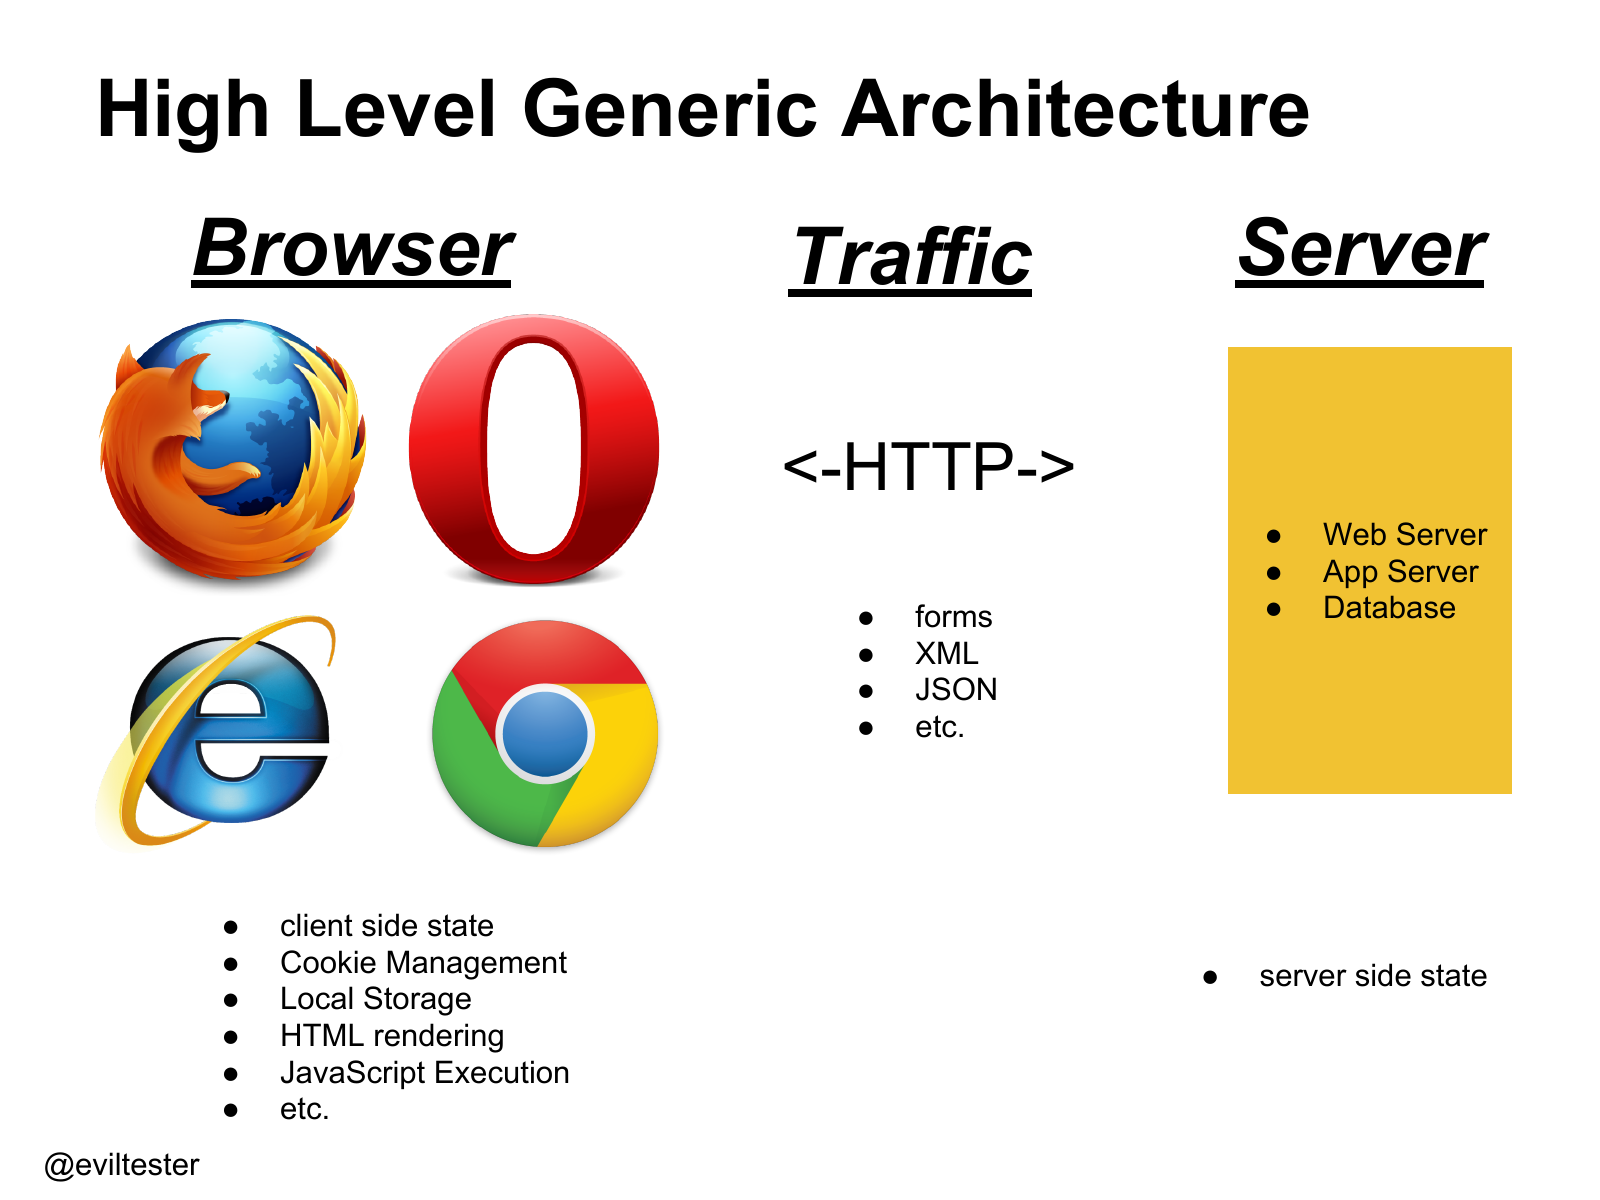 High Level Generic Architecture
Browser
Traffic
Server
<-HTTP->
● forms
● XML
● JSON
● etc.
● Web Server
● App Server
● Database
● client side state
● Cookie Management
● Local Storage
● HTML rendering
● JavaScript Execution
● etc.
● server side state
@eviltester